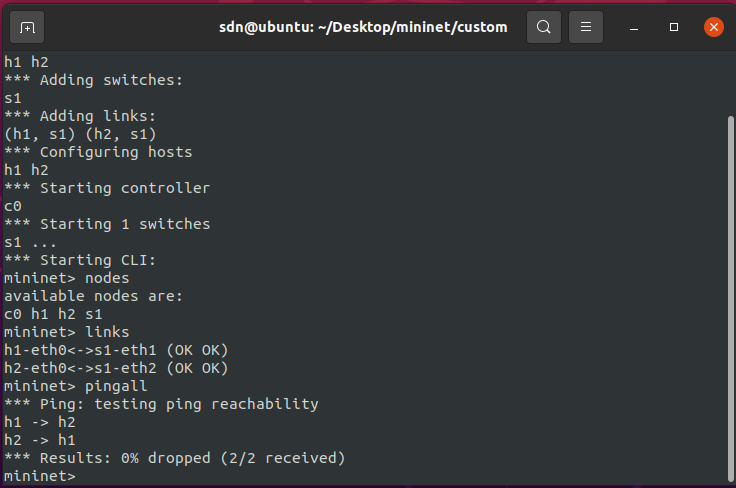 sdn@ubuntu: ~/Desktop/mininet/custom
h1 h2
*** Adding switches:
s1
*** Adding links:
(h1, s1) (h2, s1)
*** Configuring hosts
h1 h2
*** Starting controller
c0
*** Starting 1 switches
s1 ...
*** Starting CLI:
mininet> nodes
available nodes are:
c0 h1 h2 s1
mininet> links
h1-eth0<->s1-eth1 (OK OK)
h2-eth0<->s1-eth2 (OK OK)
mininet> pingall
*** Ping: testing ping reachability
h1 -> h2
h2 -> h1
*** Results: 0% dropped (2/2 received)
mininet>